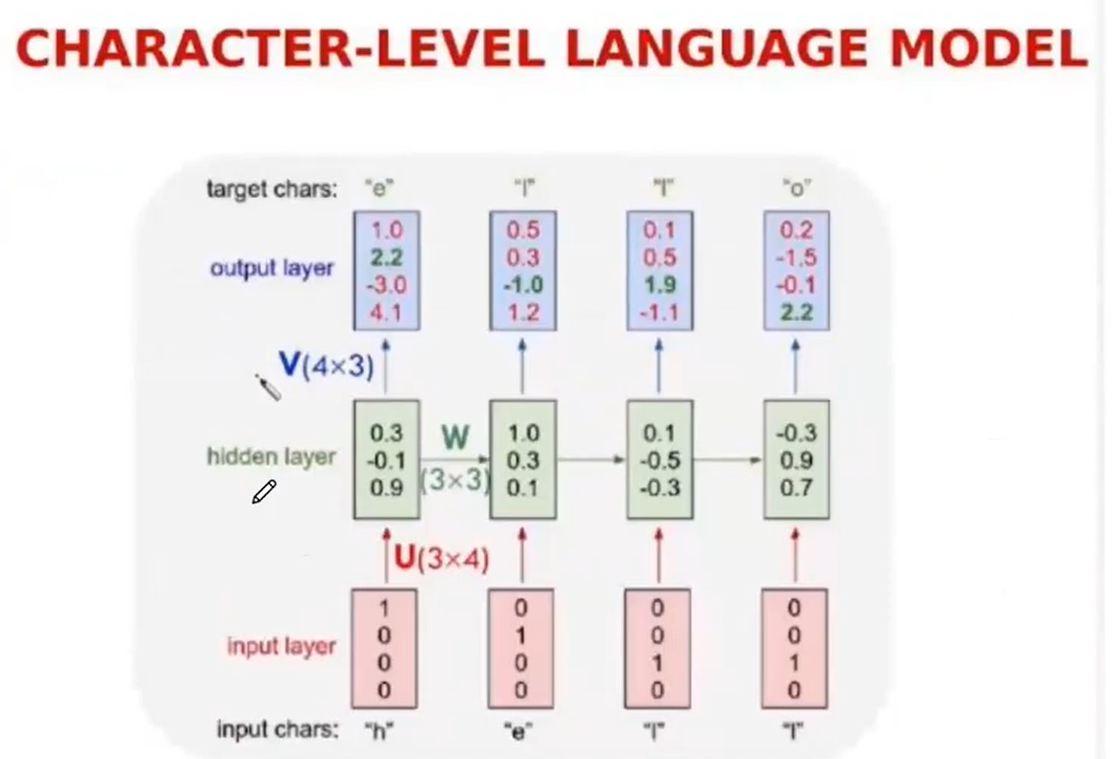 CHARACTER-LEVEL LANGUAGE MODEL
target chars: "e" "l" "l" "o"
output layer
1.0 0.5 0.1 0.2
2.2 0.3 0.5 -1.5
-3.0 -1.0 1.9 -0.1
4.1 1.2 -1.1 2.2
V(4×3)
hidden layer
0.3 1.0 0.1 -0.3
-0.1 0.3 -0.5 0.9
0.9 0.1 -0.3 0.7
W
(3×3)
U(3×4)
input layer
1 0 0 0
0 1 0 0
0 0 1 1
0 0 0 0
input chars: "h" "e" "l" "l"